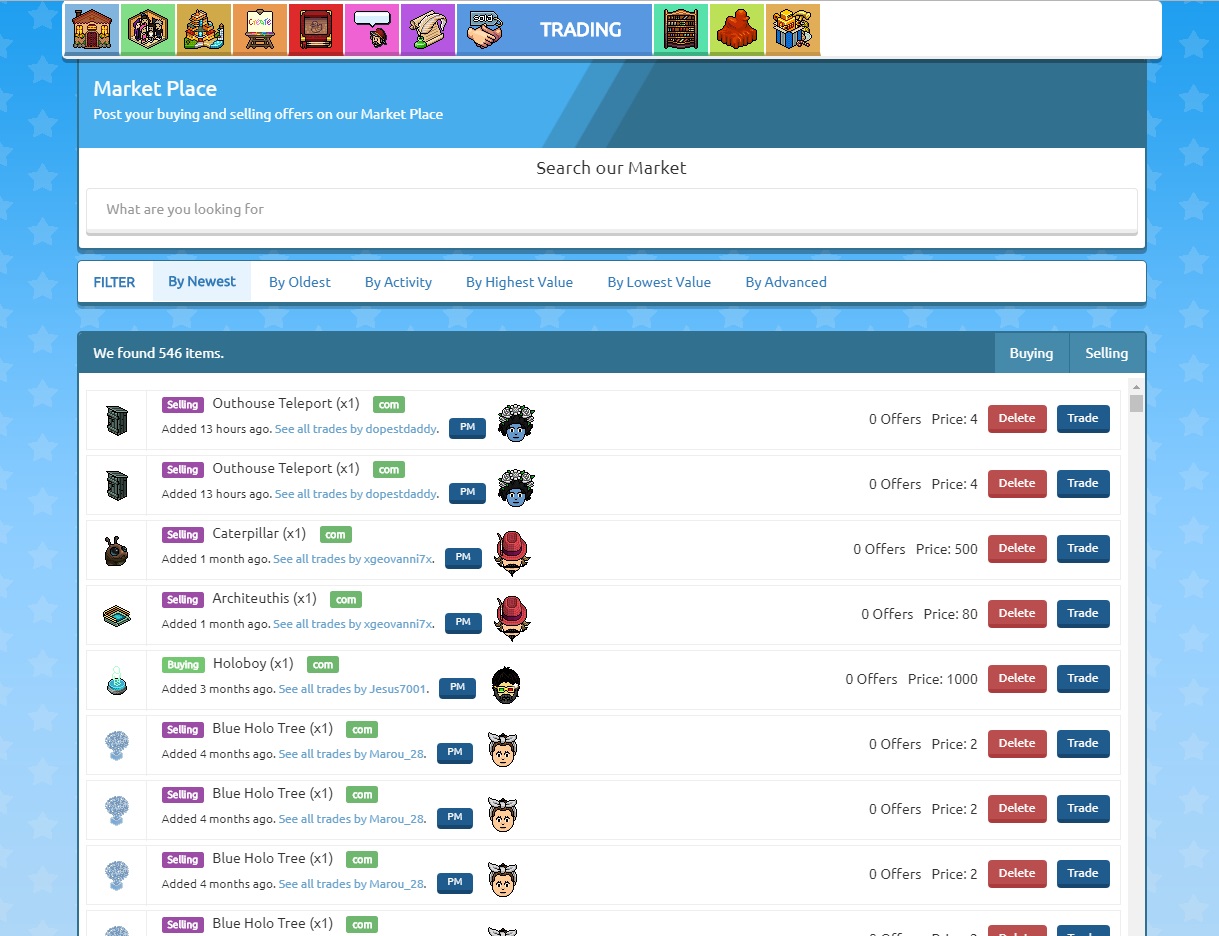 Create
SOLD
TRADING
Market Place
Post your buying and selling offers on our Market Place
Search our Market
What are you looking for
FILTER By Newest By Oldest By Activity By Highest Value By Lowest Value By Advanced
We found 546 items. Buying Selling
Selling Outhouse Teleport (x1) com
Added 13 hours ago. See all trades by dopestdaddy. PM 0 Offers Price: 4 Delete Trade
Selling Outhouse Teleport (x1) com
Added 13 hours ago. See all trades by dopestdaddy. PM 0 Offers Price: 4 Delete Trade
Selling Caterpillar (x1) com
Added 1 month ago. See all trades by xgeovanni7x. PM 0 Offers Price: 500 Delete Trade
Selling Architeuthis (x1) com
Added 1 month ago. See all trades by xgeovanni7x. PM 0 Offers Price: 80 Delete Trade
Buying Holoboy (x1) com
Added 3 months ago. See all trades by Jesus7001. PM 0 Offers Price: 1000 Delete Trade
Selling Blue Holo Tree (x1) com
Added 4 months ago. See all trades by Marou_28. PM 0 Offers Price: 2 Delete Trade
Selling Blue Holo Tree (x1) com
Added 4 months ago. See all trades by Marou_28. PM 0 Offers Price: 2 Delete Trade
Selling Blue Holo Tree (x1) com
Added 4 months ago. See all trades by Marou_28. PM 0 Offers Price: 2 Delete Trade
Selling Blue Holo Tree (x1) com